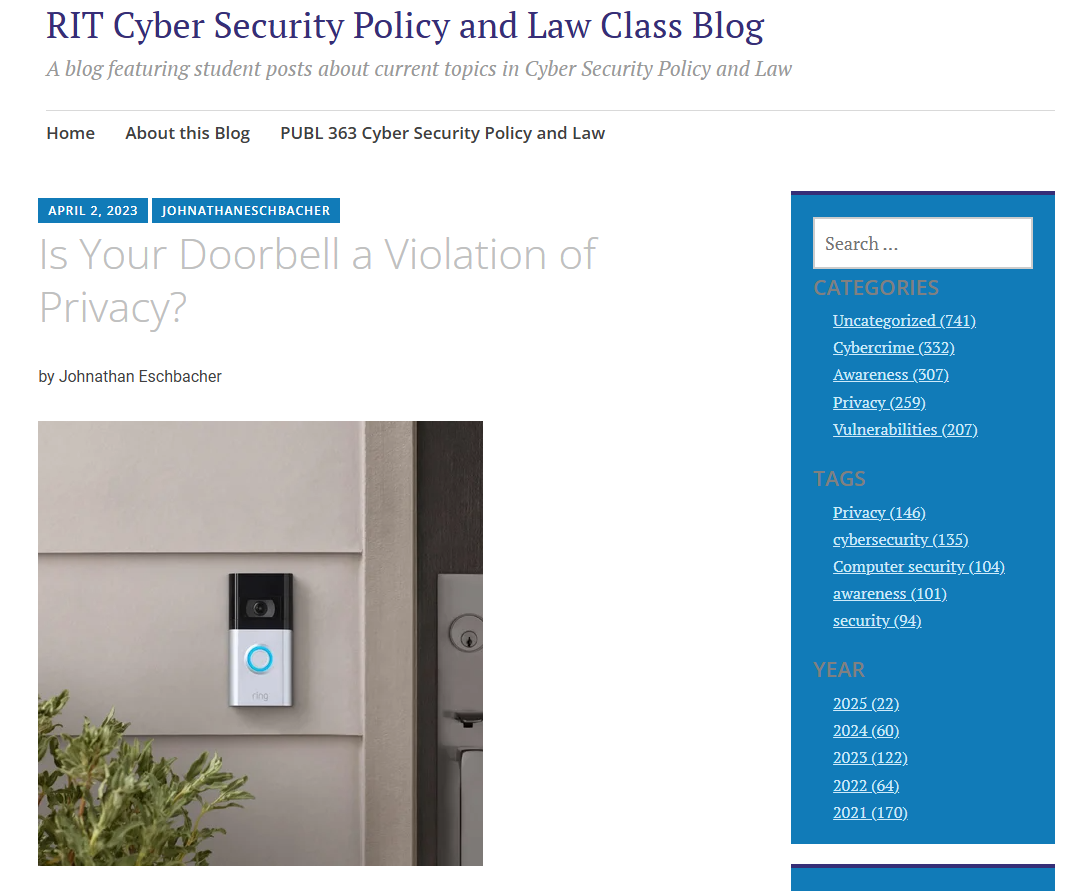 RIT Cyber Security Policy and Law Class Blog
A blog featuring student posts about current topics in Cyber Security Policy and Law
Home About this Blog PUBL 363 Cyber Security Policy and Law
APRIL 2, 2023 JOHNATHANESCHBACHER
Is Your Doorbell a Violation of
Privacy?
by Johnathan Eschbacher
ring
Search …
CATEGORIES
Uncategorized (741)
Cybercrime (332)
Awareness (307)
Privacy (259)
Vulnerabilities (207)
TAGS
Privacy (146)
cybersecurity (135)
Computer security (104)
awareness (101)
security (94)
YEAR
2025 (22)
2024 (60)
2023 (122)
2022 (64)
2021 (170)